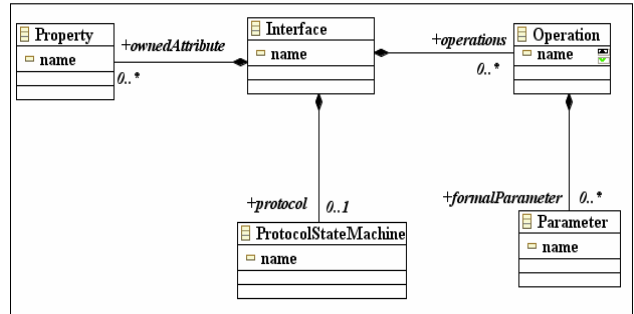 Property
name
+ownedAttribute
0..*
Interface
name
+operations
0..*
Operation
name
+protocol
0..1
ProtocolStateMachine
name
+formalParameter
0..*
Parameter
name